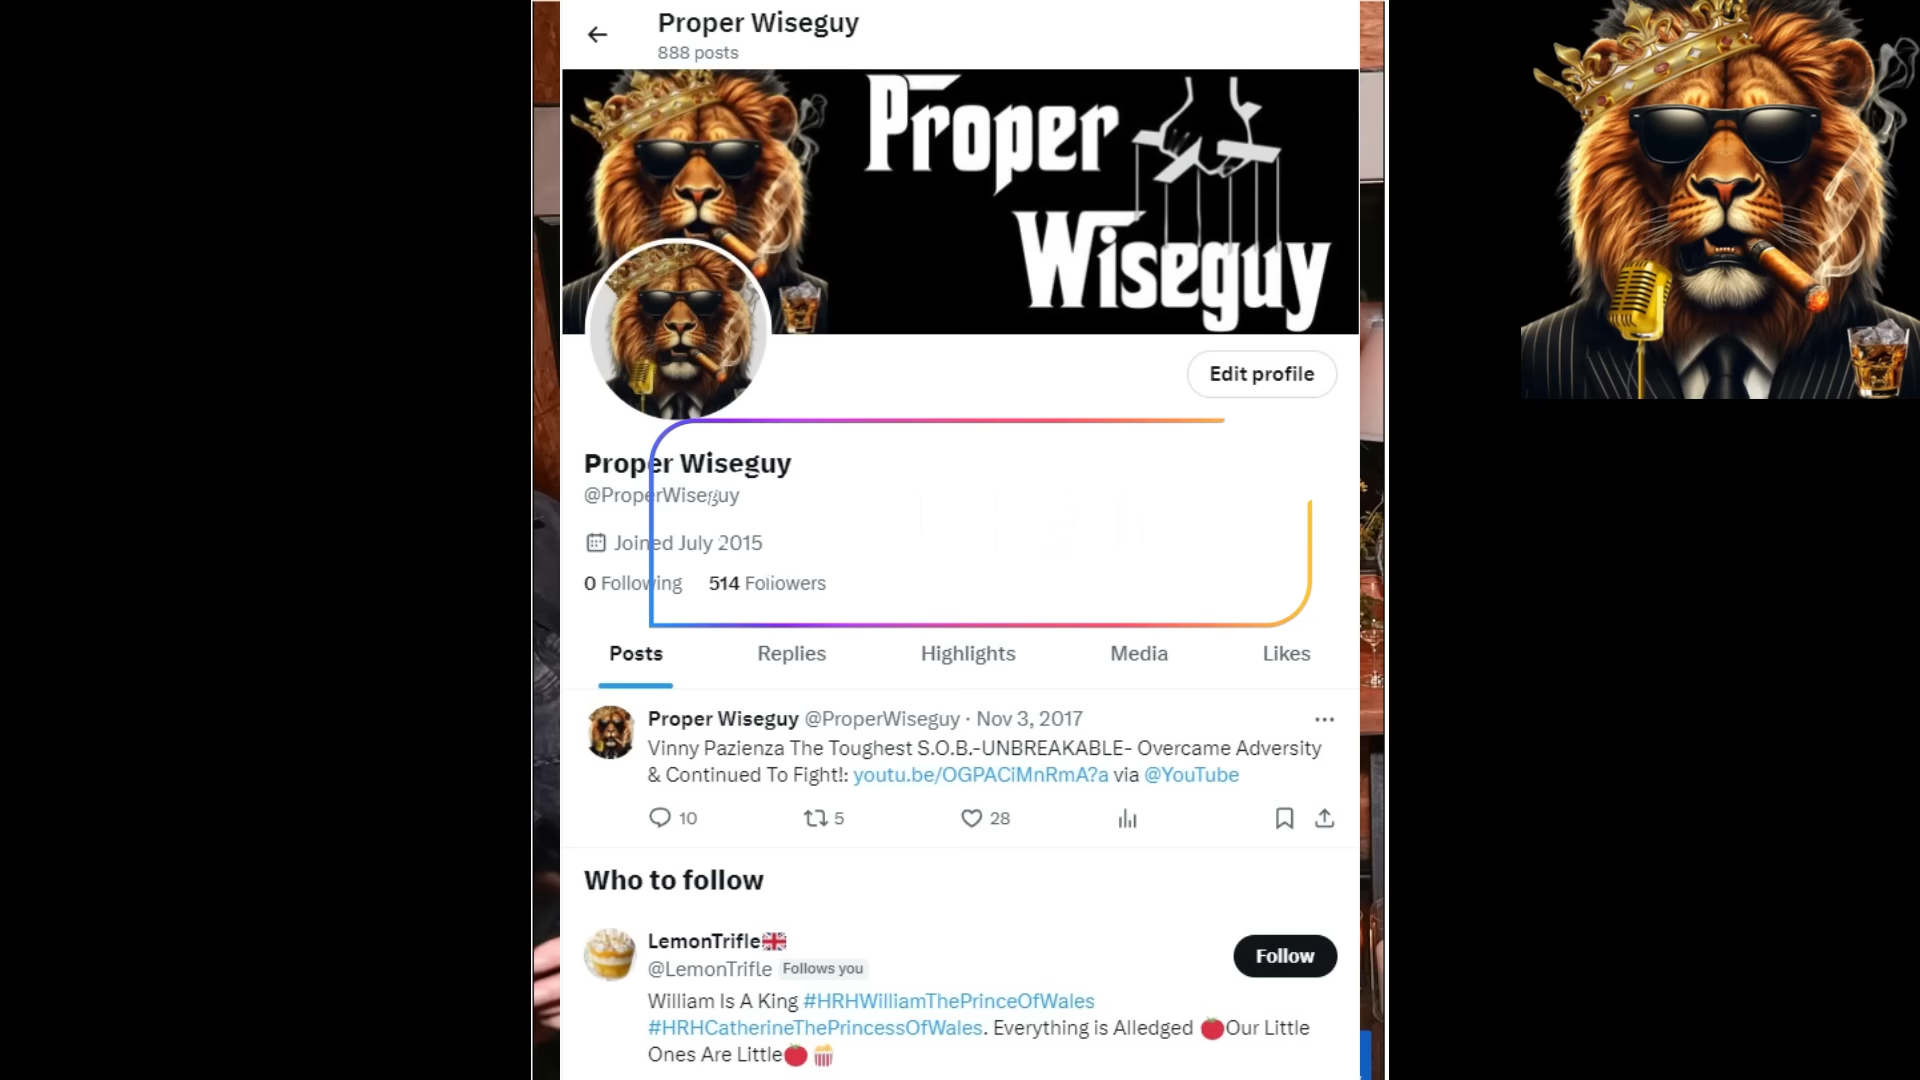 Proper Wiseguy
888 posts
Proper
Wiseguy
Edit profile
Proper Wiseguy
@ProperWiseguy
Joined July 2015
0 Following 514 Followers
Posts Replies Highlights Media Likes
Proper Wiseguy @ProperWiseguy · Nov 3, 2017
Vinny Pazienza The Toughest S.O.B.-UNBREAKABLE- Overcame Adversity
& Continued To Fight!: youtu.be/OGPACiMnRmA?a via @YouTube
10 5 28
Who to follow
LemonTrifle🇬🇧
@LemonTrifle Follows you
Follow
William Is A King #HRHWilliamThePrinceOfWales
#HRHCatherineThePrincessOfWales. Everything is Alledged 🍅Our Little
Ones Are Little🍅🍿